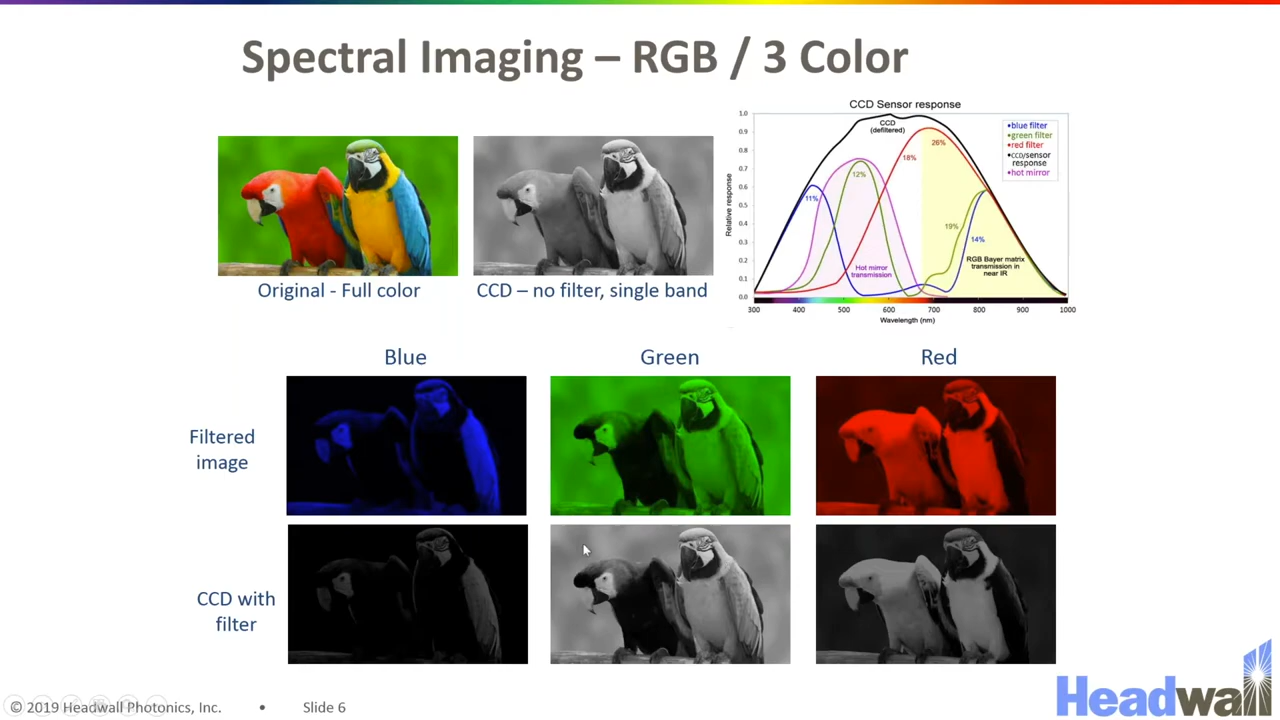 Spectral Imaging – RGB / 3 Color
Original - Full color
CCD – no filter, single band
CCD Sensor response
Relative response
1.0
0.9
0.8
0.7
0.6
0.5
0.4
0.3
0.2
0.1
0.0
CCD
(defiltered)
26%
18%
12%
11%
19%
14%
Hot mirror
transmission
RGB Bayer matrix
transmission in
near IR
•blue filter
•green filter
•red filter
•CCD/sensor
response
•hot mirror
300 400 500 600 700 800 900 1000
Wavelength (nm)
Blue Green Red
Filtered
image
CCD with
filter
© 2019 Headwall Photonics, Inc. • Slide 6
Headwall